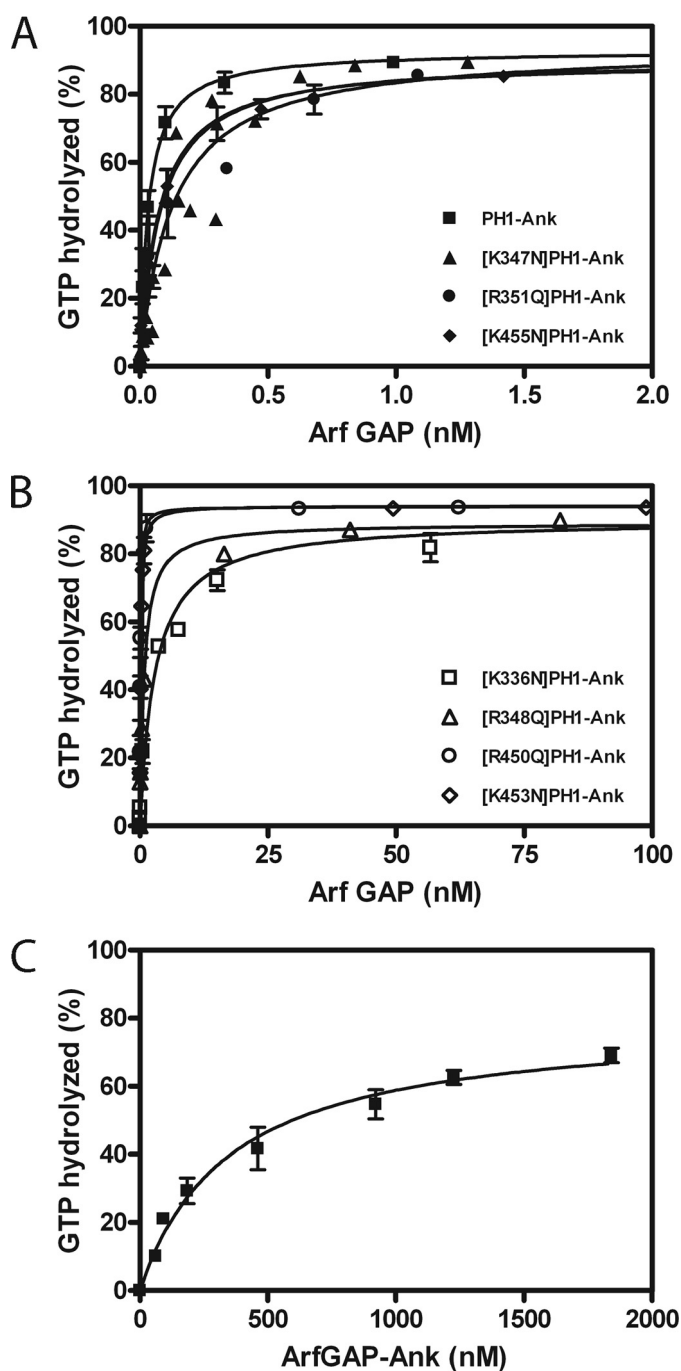 A
GTP hydrolyzed (%)
100
80
60
40
20
0
PH1-Ank
[K347N]PH1-Ank
[R351Q]PH1-Ank
[K455N]PH1-Ank
0.0 0.5 1.0 1.5 2.0
Arf GAP (nM)
B
GTP hydrolyzed (%)
100
80
60
40
20
0
[K336N]PH1-Ank
[R348Q]PH1-Ank
[R450Q]PH1-Ank
[K453N]PH1-Ank
0 25 50 75 100
Arf GAP (nM)
C
GTP hydrolyzed (%)
100
80
60
40
20
0
0 500 1000 1500 2000
ArfGAP-Ank (nM)